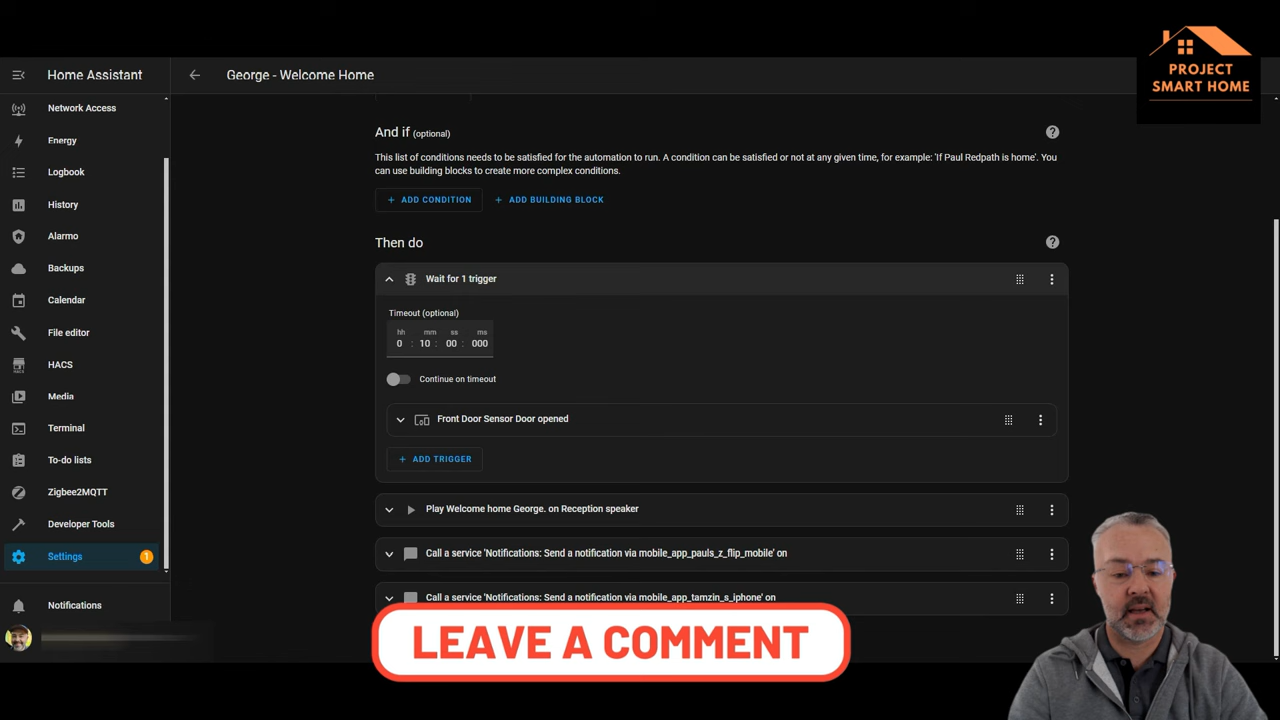 Home Assistant
George - Welcome Home
PROJECT
SMART HOME
Network Access
Energy
Logbook
History
Alarmo
Backups
Calendar
File editor
HACS
Media
Terminal
To-do lists
Zigbee2MQTT
Developer Tools
Settings
1
Notifications
And if (optional)
This list of conditions needs to be satisfied for the automation to run. A condition can be satisfied or not at any given time, for example: 'If Paul Redpath is home'. You
can use building blocks to create more complex conditions.
+ ADD CONDITION + ADD BUILDING BLOCK
Then do
Wait for 1 trigger
Timeout (optional)
hh mm ss ms
0 : 10 : 00 : 000
Continue on timeout
Front Door Sensor Door opened
+ ADD TRIGGER
Play Welcome home George. on Reception speaker
Call a service 'Notifications: Send a notification via mobile_app_pauls_z_flip_mobile' on
Call a service 'Notifications: Send a notification via mobile_app_tamzin_s_iphone' on
LEAVE A COMMENT